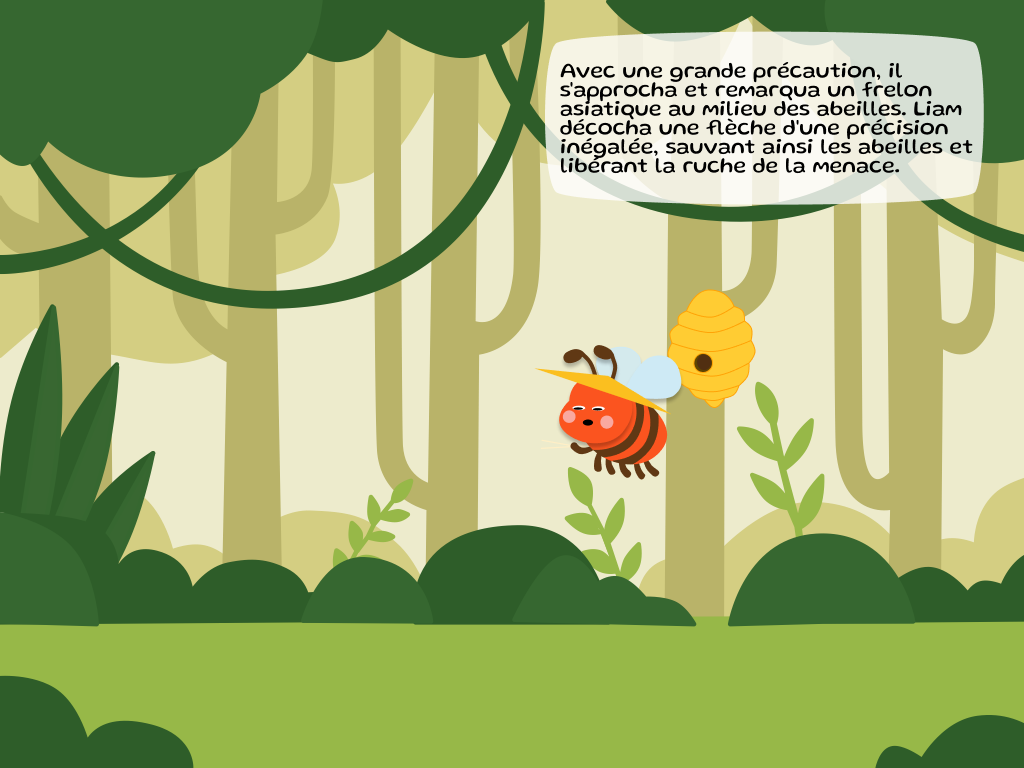 Avec une grande précaution, il
s'approcha et remarqua un frelon
asiatique au milieu des abeilles. Liam
décocha une flèche d'une précision
inégalée, sauvant ainsi les abeilles et
libérant la ruche de la menace.